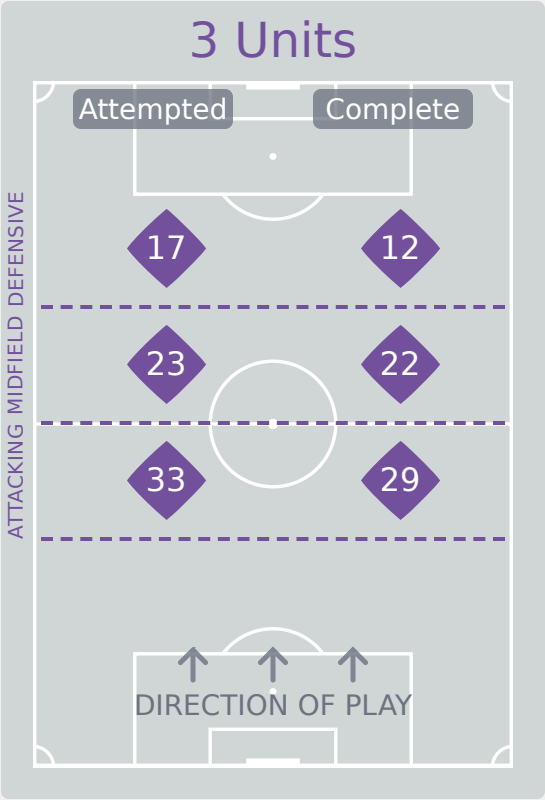 3 Units
Attempted
Complete
ATTACKING MIDFIELD DEFENSIVE
17
12
23
22
33
29
DIRECTION OF PLAY